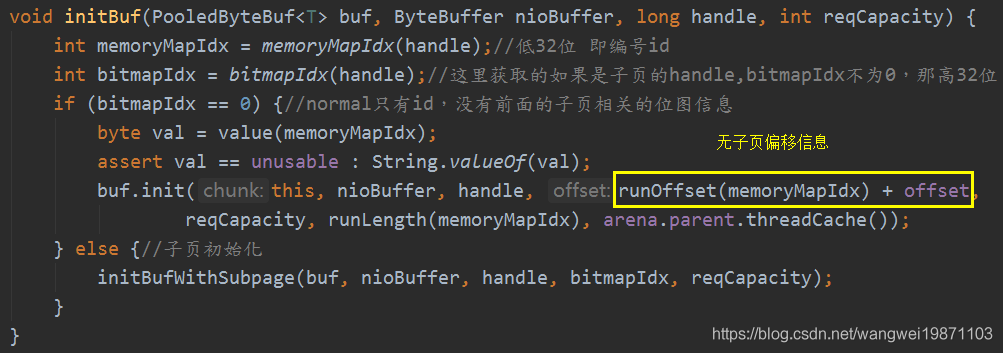 void initBuf(PooledByteBuf<T> buf, ByteBuffer nioBuffer, long handle, int reqCapacity) {
int memoryMapIdx = memoryMapIdx(handle);//低32位 即编号id
int bitmapIdx = bitmapIdx(handle);//这里获取的如果是子页的handle,bitmapIdx不为0，那高32位
if (bitmapIdx == 0) {//normal只有id，没有前面的子页相关的位图信息
byte val = value(memoryMapIdx);
无子页偏移信息
assert val == unusable : String.valueOf(val);
buf.init( chunk: this, nioBuffer, handle, offset: runOffset(memoryMapIdx) + offset,
reqCapacity, runLength(memoryMapIdx), arena.parent.threadCache());
} else {//子页初始化
initBufWithSubpage(buf, nioBuffer, handle, bitmapIdx, reqCapacity);
}
}
https://blog.csdn.net/wangwei19871103